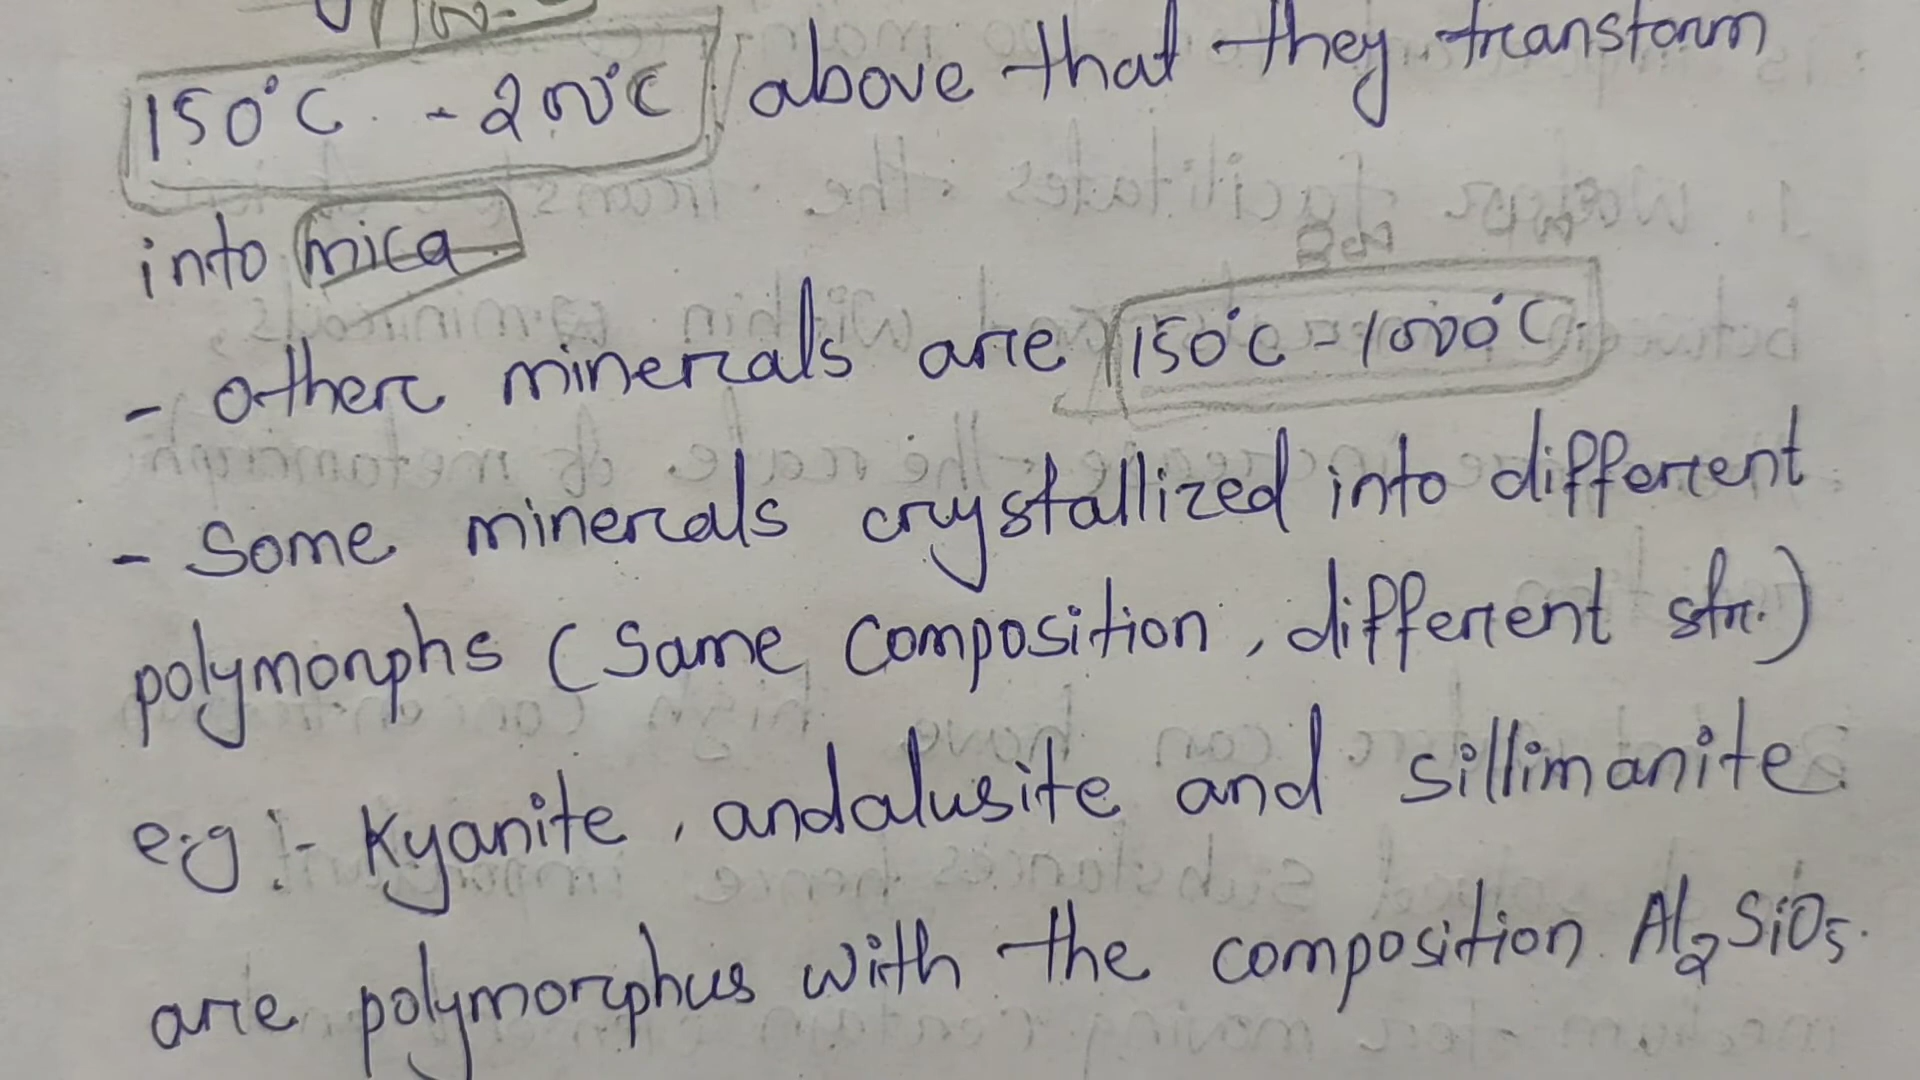 150°C - 200°C above that they transform
into mica
- other minerals are 150°C - 1000°C.
- Some minerals crystallized into different
polymorphs (Same Composition, different str.)
e.g :- Kyanite, andalusite and sillimanite
are polymorphus with the composition Al₂SiO₅.